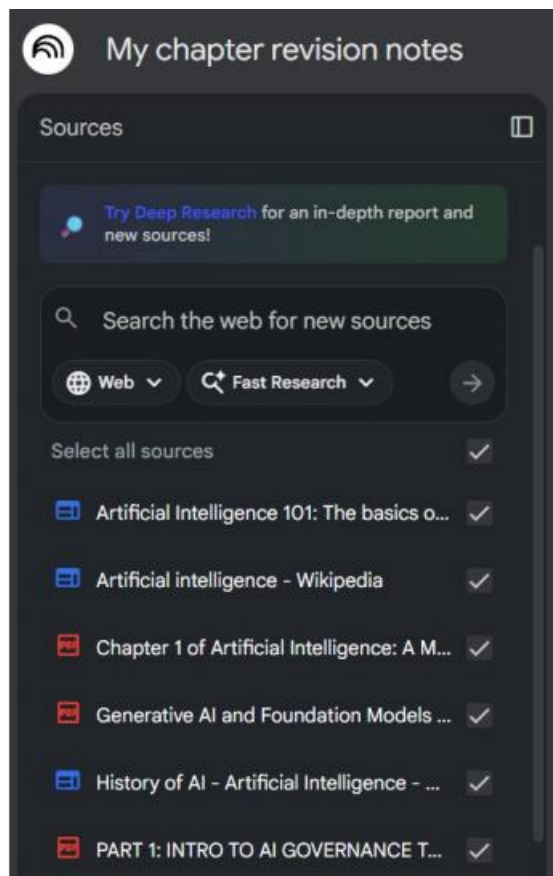 My chapter revision notes
Sources
Try Deep Research for an in-depth report and
new sources!
Search the web for new sources
Web
Fast Research
Select all sources
Artificial Intelligence 101: The basics o...
Artificial intelligence - Wikipedia
Chapter 1 of Artificial Intelligence: A M...
Generative AI and Foundation Models ...
History of AI - Artificial Intelligence - ...
PART 1: INTRO TO AI GOVERNANCE T...